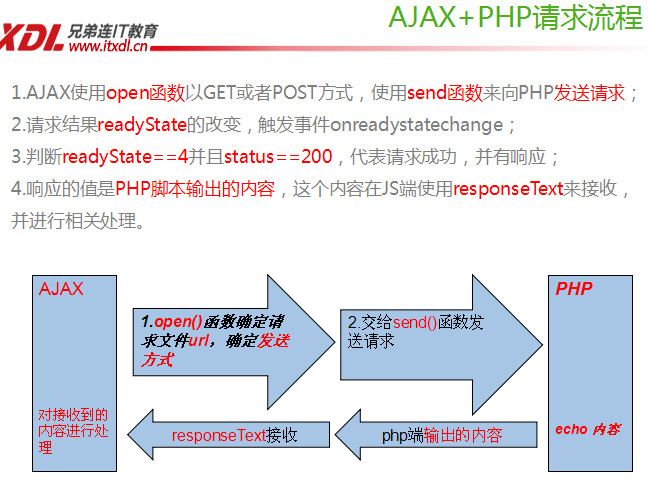 AJAX+PHP请求流程
XDL 兄弟连IT教育
www.itxdl.cn
1.AJAX使用open函数以GET或者POST方式，使用send函数来向PHP发送请求；
2.请求结果readyState的改变，触发事件onreadystatechange；
3.判断readyState==4并且status==200，代表请求成功，并有响应；
4.响应的值是PHP脚本输出的内容，这个内容在JS端使用responseText来接收，
并进行相关处理。
AJAX
1.open()函数确定请
求文件url，确定发送
方式
2.交给send()函数发
送请求
PHP
对接收到的
内容进行处
理
responseText接收
php端输出的内容
echo 内容